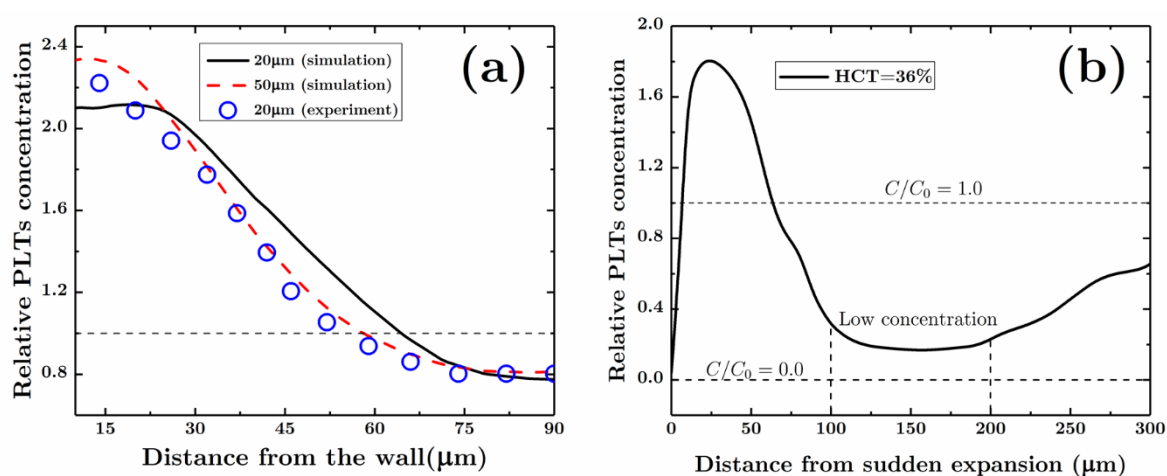 (a)
20μm (simulation)
50μm (simulation)
20μm (experiment)
2.4
2.0
1.6
1.2
0.8
15 30 45 60 75 90
Relative PLTs concentration
Distance from the wall(μm)
(b)
HCT=36%
2.0
1.8
1.2
0.8
0.4
0.0
C/C₀ = 1.0
Low concentration
C/C₀ = 0.0
0 50 100 150 200 250 300
Relative PLTs concentration
Distance from sudden expansion (μm)